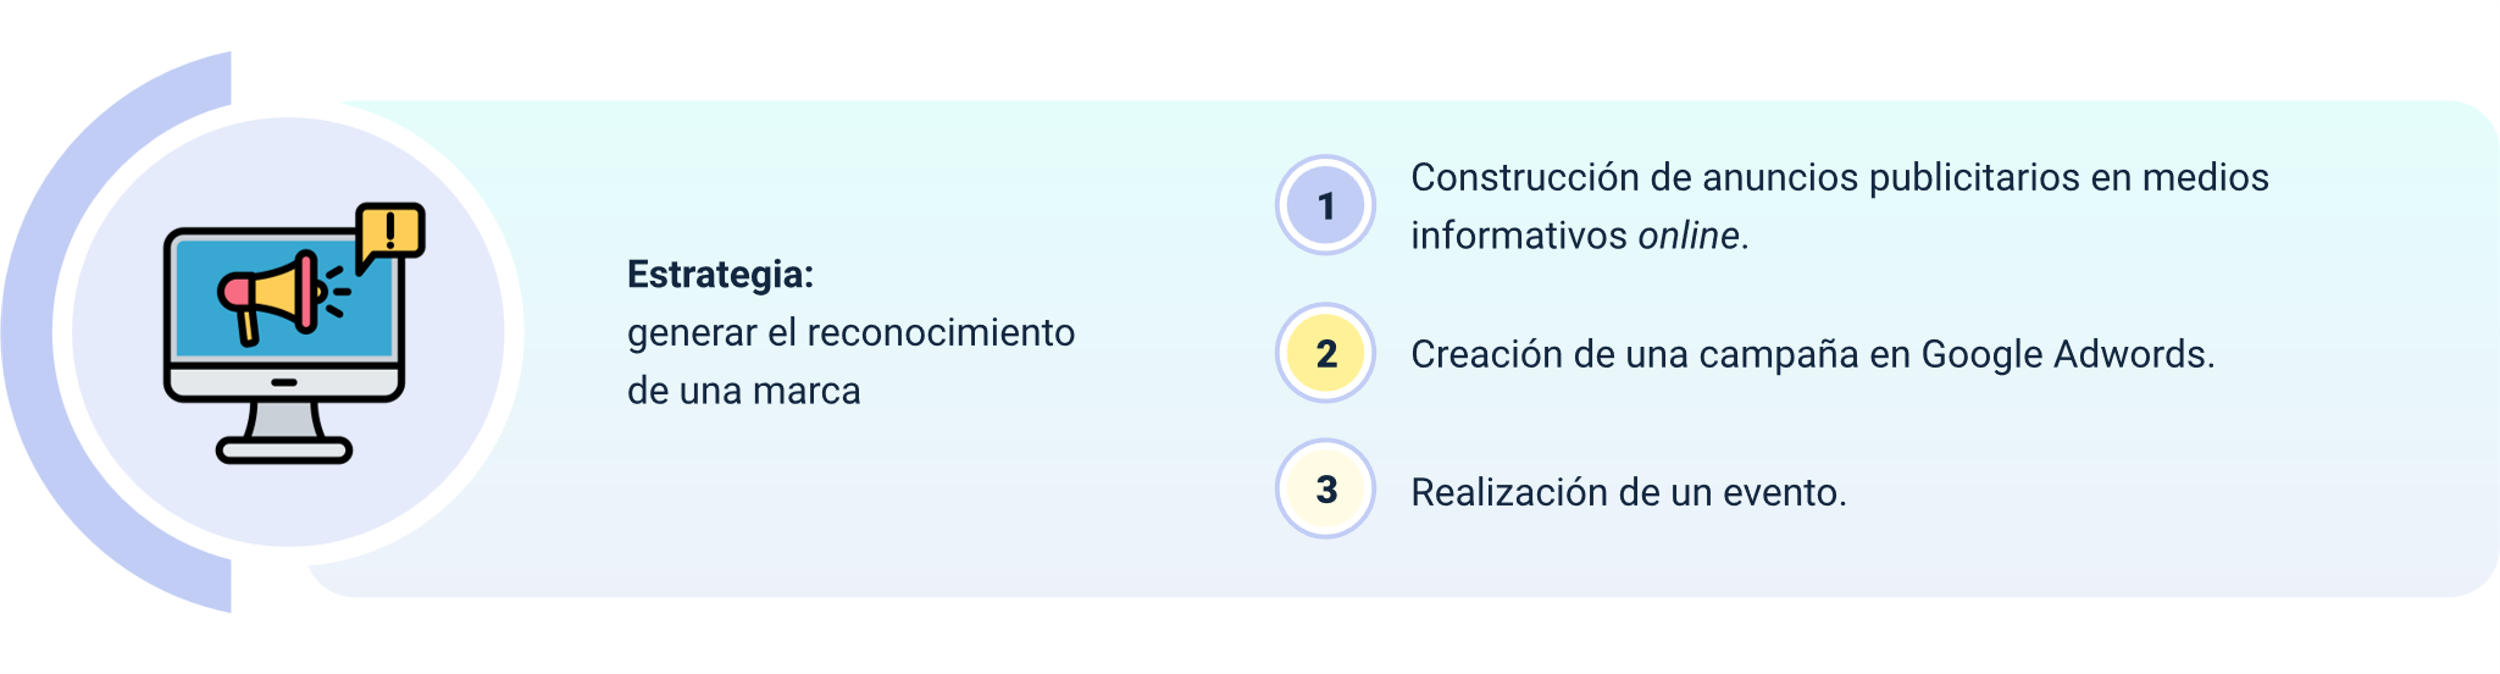 Estrategia:
generar el reconocimiento
de una marca
1
Construcción de anuncios publicitarios en medios
informativos online.
2
Creación de una campaña en Google Adwords.
3
Realización de un evento.